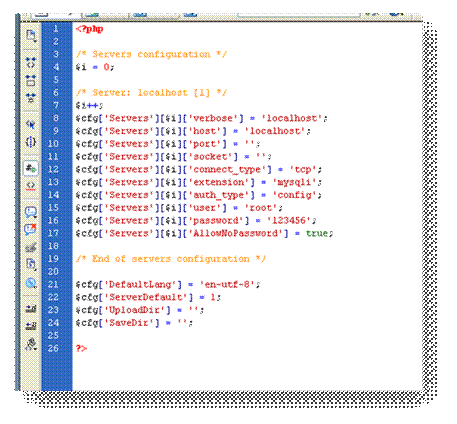 1 <?php
2
3 /* Servers configuration */
4 $i = 0;
5
6 /* Server: localhost [1] */
7 $i++;
8 $cfg['Servers'][$i]['verbose'] = 'localhost';
9 $cfg['Servers'][$i]['host'] = 'localhost';
10 $cfg['Servers'][$i]['port'] = '';
11 $cfg['Servers'][$i]['socket'] = '';
12 $cfg['Servers'][$i]['connect_type'] = 'tcp';
13 $cfg['Servers'][$i]['extension'] = 'mysqli';
14 $cfg['Servers'][$i]['auth_type'] = 'config';
15 $cfg['Servers'][$i]['user'] = 'root';
16 $cfg['Servers'][$i]['password'] = '123456';
17 $cfg['Servers'][$i]['AllowNoPassword'] = true;
18
19 /* End of servers configuration */
20
21 $cfg['DefaultLang'] = 'en-utf-8';
22 $cfg['ServerDefault'] = 1;
23 $cfg['UploadDir'] = '';
24 $cfg['SaveDir'] = '';
25
26 ?>